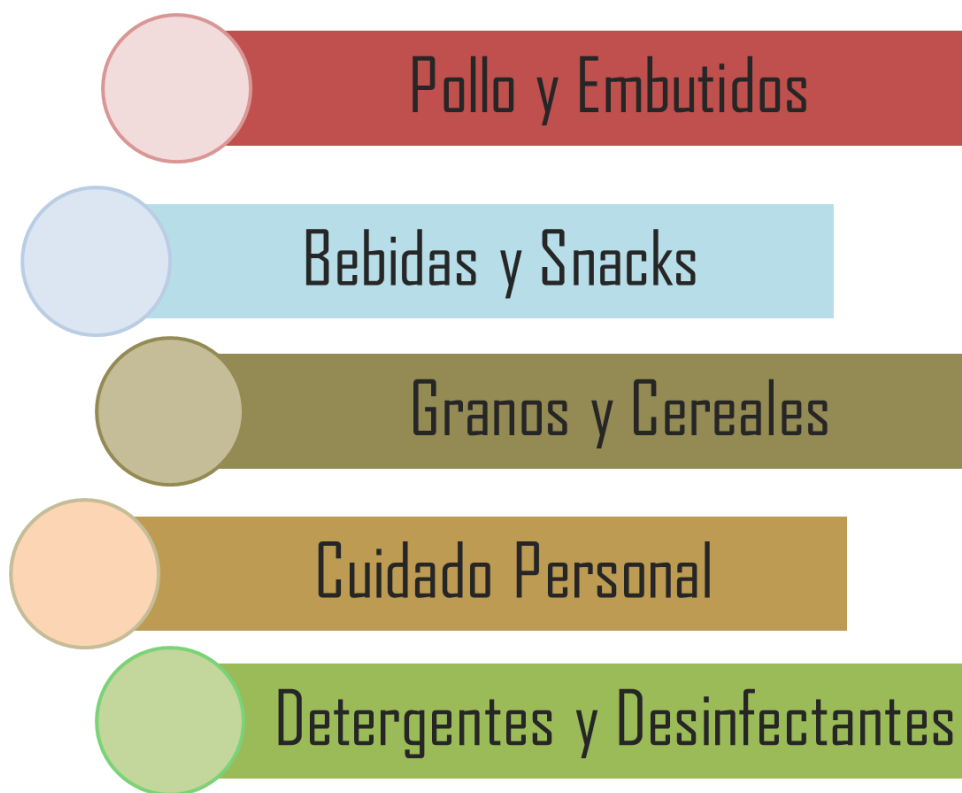 Pollo y Embutidos
Bebidas y Snacks
Granos y Cereales
Cuidado Personal
Detergentes y Desinfectantes